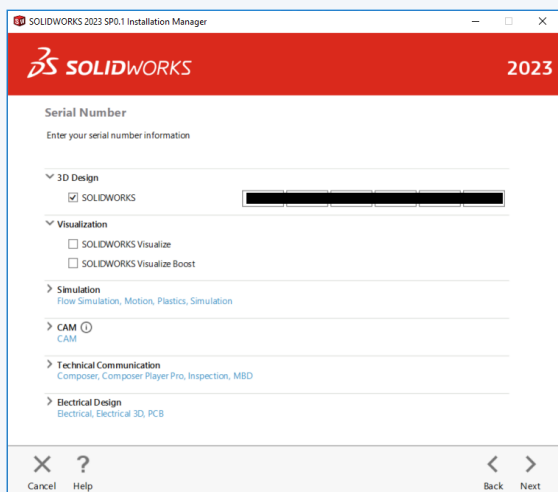 SOLIDWORKS 2023 SP0.1 Installation Manager
SOLIDWORKS 2023
Serial Number
Enter your serial number information
3D Design
SOLIDWORKS
Visualization
SOLIDWORKS Visualize
SOLIDWORKS Visualize Boost
Simulation
Flow Simulation, Motion, Plastics, Simulation
CAM
CAM
Technical Communication
Composer, Composer Player Pro, Inspection, MBD
Electrical Design
Electrical, Electrical 3D, PCB
? 
Cancel Help Back Next